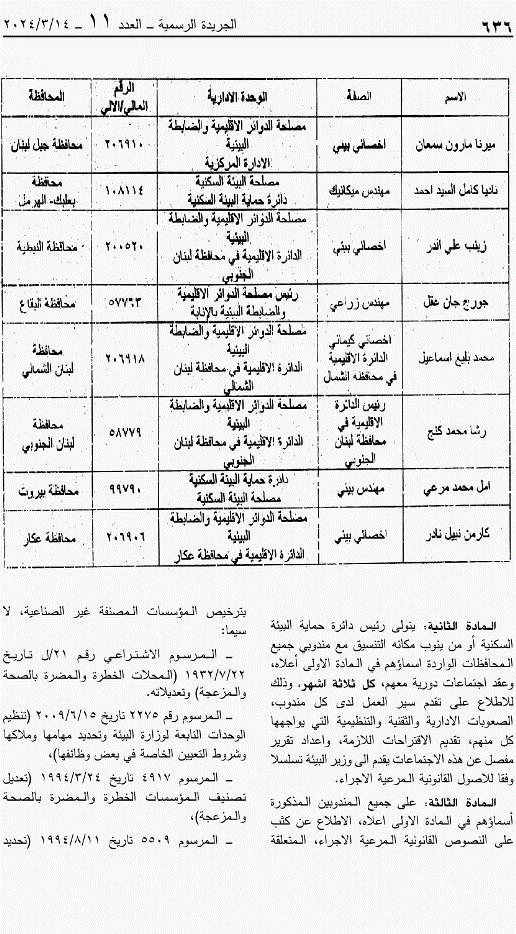 ٦٣٦
الجريدة الرسمية ــ العدد ١١ ــ ٢٠٢٤/٣/١٤
الاسم الصفة الوحدة الادارية الرقم المالي/الآلي المحافظة
ميرنا مارون سمعان اخصائي بيئي مصلحة الدوائر الاقليمية والضابطة البيئية الادارة المركزية ٢٠٦٩١٠ محافظة جبل لبنان
ناديا كامل السيد احمد مهندس ميكانيك مصلحة البيئة السكنية دائرة حماية البيئة السكنية ١٠٨١١٤ محافظة بعلبك- الهرمل
زينب علي اندر اخصائي بيئي مصلحة الدوائر الاقليمية والضابطة البيئية الدائرة الاقليمية في محافظة لبنان الجنوبي ٢٠٠٥٢٠ محافظة النبطية
جورج جان عقل مهندس زراعي رئيس مصلحة الدوائر الاقليمية والضابطة البيئية بالإنابة ٥٧٧٦٣ محافظة البقاع
محمد بليغ اسماعيل اخصائي كيميائي الدائرة الاقليمية في محافظة الشمال مصلحة الدوائر الاقليمية والضابطة البيئية الدائرة الاقليمية في محافظة لبنان الشمالي ٢٠٦٩١٨ محافظة لبنان الشمالي
رشا محمد كنج رئيس الدائرة الاقليمية في محافظة لبنان الجنوبي مصلحة الدوائر الاقليمية والضابطة البيئية الدائرة الاقليمية في محافظة لبنان الجنوبي ٥٨٧٧٩ محافظة لبنان الجنوبي
امل محمد مرعي مهندس بيئي دائرة حماية البيئة السكنية مصلحة البيئة السكنية ٩٩٧٩٠ محافظة بيروت
كارمن نبيل نادر اخصائي بيئي مصلحة الدوائر الاقليمية والضابطة البيئية الدائرة الاقليمية في محافظة عكار ٢٠٦٩٠٦ محافظة عكار
المادة الثانية: يتولى رئيس دائرة حماية البيئة
السكنية أو من ينوب مكانه التنسيق مع مندوبي جميع
المحافظات الواردة اسماؤهم في المادة الاولى أعلاه،
وعقد اجتماعات دورية معهم، كل ثلاثة اشهر، وذلك
للاطلاع على تقدم سير العمل لدى كل مندوب،
الصعوبات الادارية والتقنية والتنظيمية التي يواجهها
كل منهم، تقديم الاقتراحات اللازمة، واعداد تقرير
مفصل عن هذه الاجتماعات يقدم الى وزير البيئة تسلسلا
وفقا للاصول القانونية المرعية الاجراء.
المادة الثالثة: على جميع المندوبين المذكورة
أسماؤهم في المادة الاولى اعلاه، الاطلاع عن كثب
على النصوص القانونية المرعية الاجراء، المتعلقة
بترخيص المؤسسات المصنفة غير الصناعية، لا
سيما:
ــ المرسوم الاشتراعي رقم ٢١/ل تاريخ
١٩٣٢/٧/٢٢ (المحلات الخطرة والمضرة بالصحة
والمزعجة) وتعديلاته.
ــ المرسوم رقم ٢٢٧٥ تاريخ ٢٠٠٩/٦/١٥ (تنظيم
الوحدات التابعة لوزارة البيئة وتحديد مهامها وملاكها
وشروط التعيين الخاصة في بعض وظائفها)،
ــ المرسوم ٤٩١٧ تاريخ ١٩٩٤/٣/٢٤ (تعديل
تصنيف المؤسسات الخطرة والمضرة بالصحة
والمزعجة)،
ــ المرسوم ٥٥٠٩ تاريخ ١٩٩٤/٨/١١ (تحديد